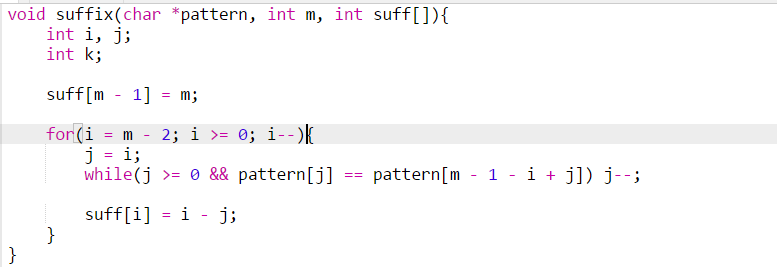 void suffix(char *pattern, int m, int suff[]){
    int i, j;
    int k;

    suff[m - 1] = m;

    for(i = m - 2; i >= 0; i--){
        j = i;
        while(j >= 0 && pattern[j] == pattern[m - 1 - i + j]) j--;

        suff[i] = i - j;
    }
}